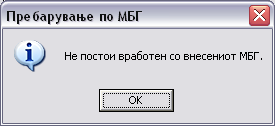 Пребарување по МБГ
Не постои вработен со внесениот МБГ.
OK